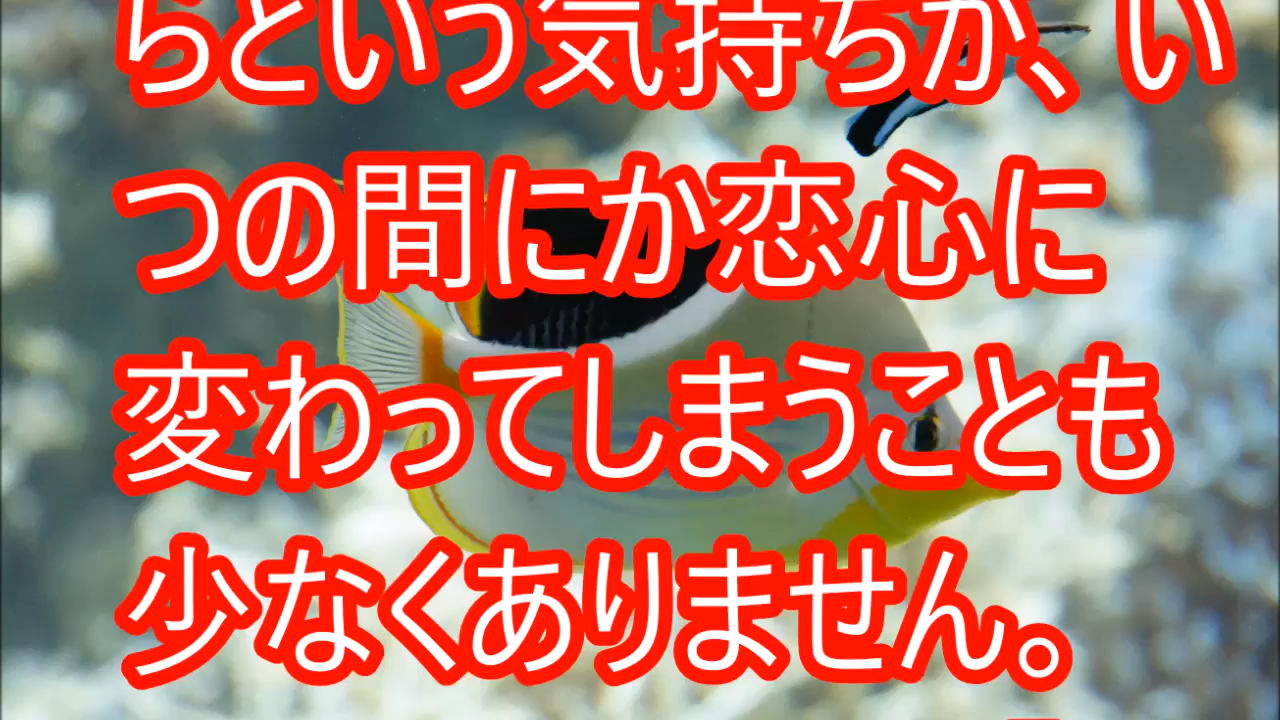 らという気持ちが、い
つの間にか恋心に
変わってしまうことも
少なくありません。